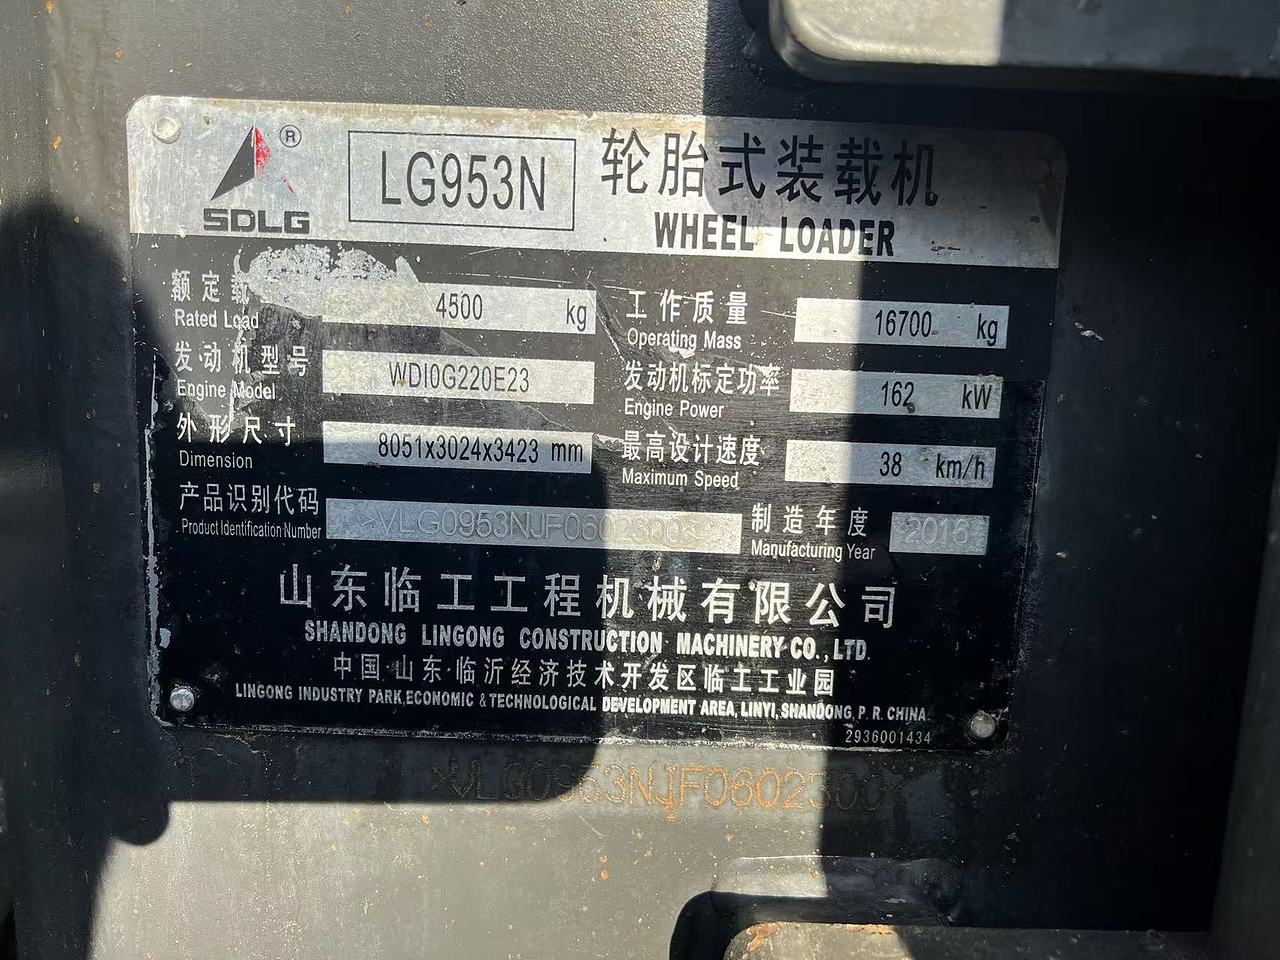 ®
SDLG
LG953N
轮胎式装载机
WHEEL LOADER
额定载
Rated Load
4500 kg
工作质量
Operating Mass
16700 kg
发动机型号
Engine Model
WD10G220E23
发动机标定功率
Engine Power
162 kW
外形尺寸
Dimension
8051x3024x3423 mm
最高设计速度
Maximum Speed
38 km/h
产品识别代码
Product Identification Number
VLG0953NJF0602300
制造年度
Manufacturing Year
2016
山东临工工程机械有限公司
SHANDONG LINGONG CONSTRUCTION MACHINERY CO., LTD.
中国·山东·临沂经济技术开发区临工工业园
LINGONG INDUSTRY PARK,ECONOMIC & TECHNOLOGICAL DEVELOPMENT AREA, LINYI, SHANDONG, P. R. CHINA.
2936001434
*VLG0953NJF0602300*